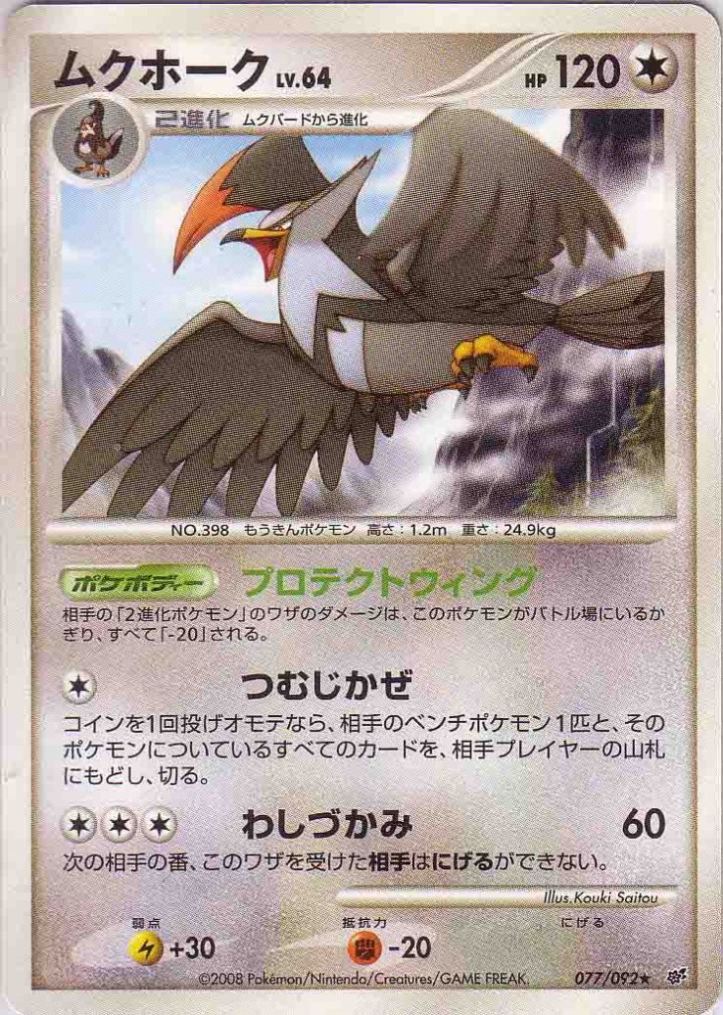 ムクホーク LV.64 HP 120
2進化 ムクバードから進化
NO.398 もうきんポケモン 高さ：1.2m 重さ：24.9kg
ポケボディー プロテクトウィング
相手の「2進化ポケモン」のワザのダメージは、このポケモンがバトル場にいるか
ぎり、すべて「-20」される。
つむじかぜ
コインを1回投げオモテなら、相手のベンチポケモン1匹と、その
ポケモンについているすべてのカードを、相手プレイヤーの山札
にもどし、切る。
わしづかみ 60
次の相手の番、このワザを受けた相手はにげるができない。
Illus.Kouki Saitou
弱点 抵抗力 にげる
+30 -20
©2008 Pokémon/Nintendo/Creatures/GAME FREAK. 077/092★